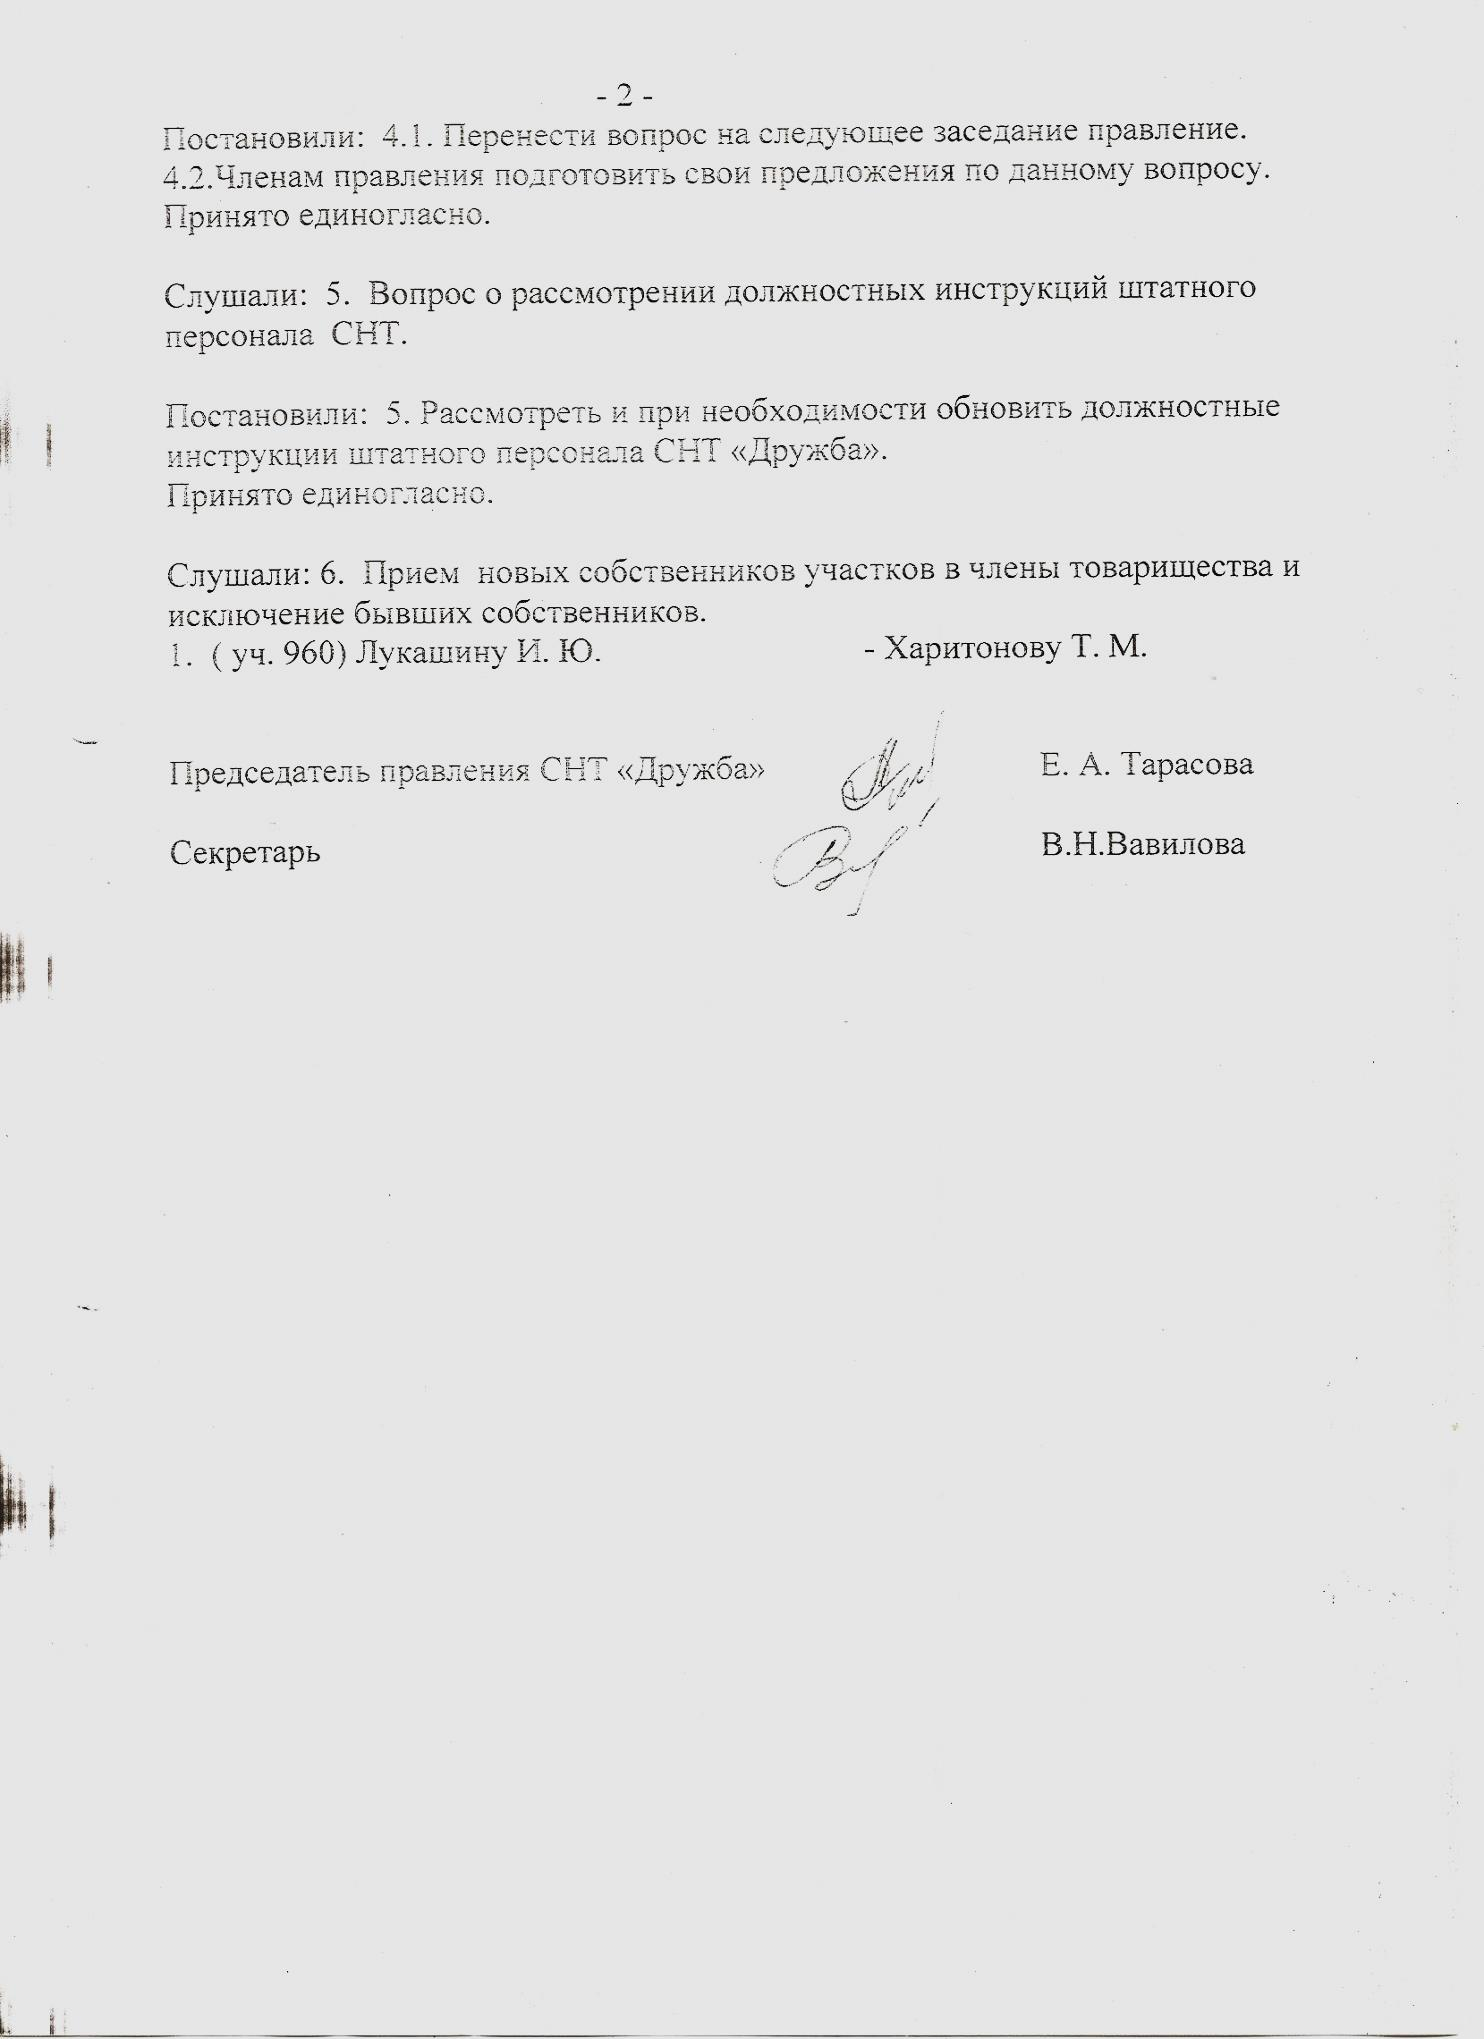 - 2 -
Постановили: 4.1. Перенести вопрос на следующее заседание правление.
4.2.Членам правления подготовить свои предложения по данному вопросу.
Принято единогласно.
Слушали: 5. Вопрос о рассмотрении должностных инструкций штатного
персонала СНТ.
Постановили: 5. Рассмотреть и при необходимости обновить должностные
инструкции штатного персонала СНТ «Дружба».
Принято единогласно.
Слушали: 6. Прием новых собственников участков в члены товарищества и
исключение бывших собственников.
1. ( уч. 960) Лукашину И. Ю. - Харитонову Т. М.
Председатель правления СНТ «Дружба» Е. А. Тарасова
Секретарь В.Н.Вавилова